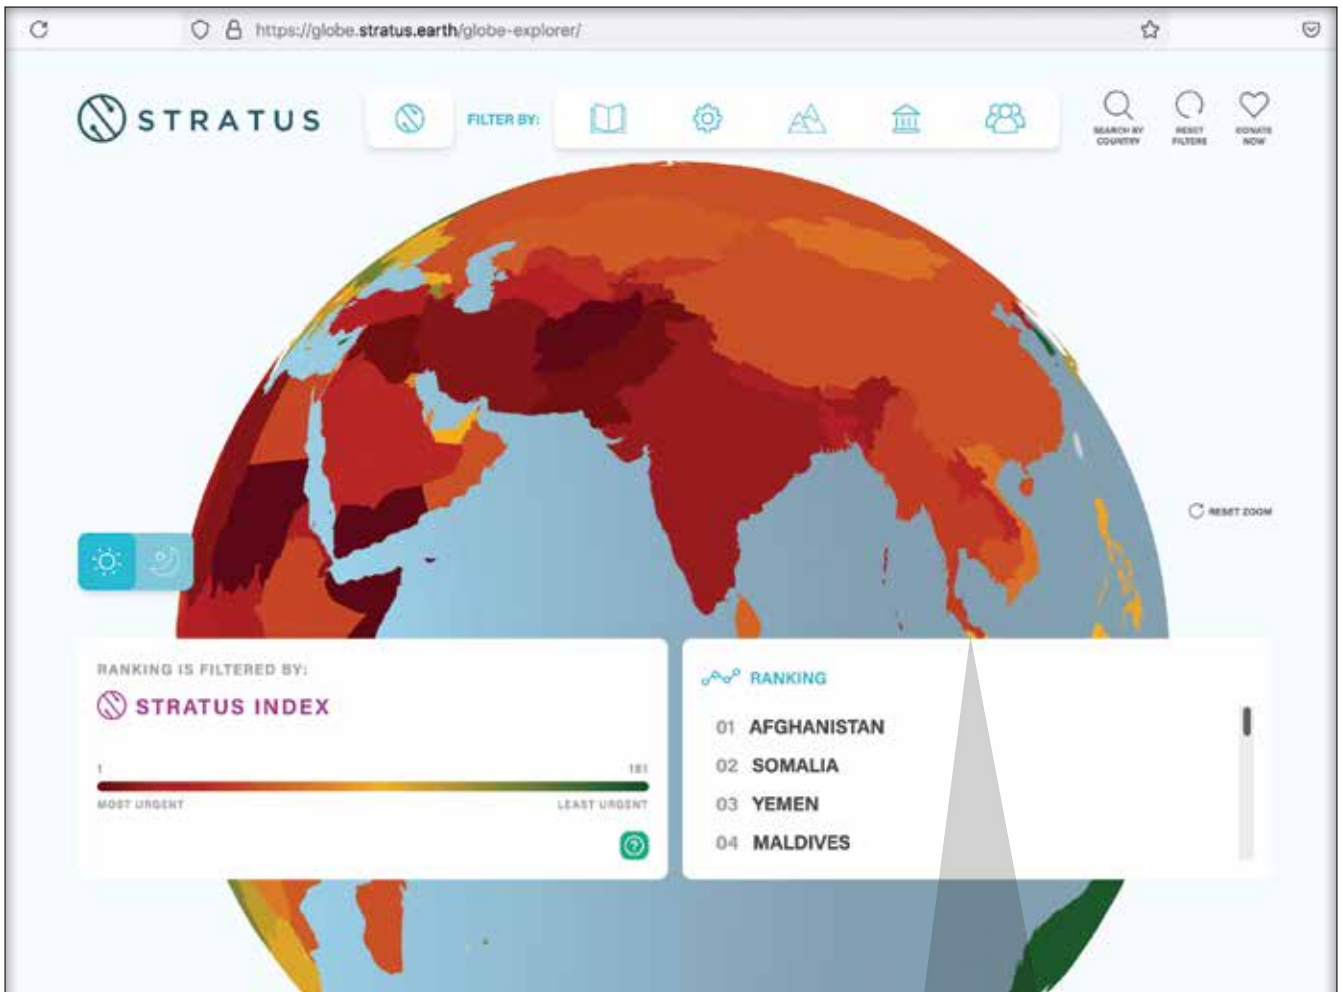 https://globe.stratus.earth/globe-explorer/
STRATUS
FILTER BY:
SEARCH BY
COUNTRY
RESET
FILTERS
DONATE
NOW
RESET ZOOM
RANKING IS FILTERED BY:
STRATUS INDEX
1
181
MOST URGENT
LEAST URGENT
?
RANKING
01 AFGHANISTAN
02 SOMALIA
03 YEMEN
04 MALDIVES